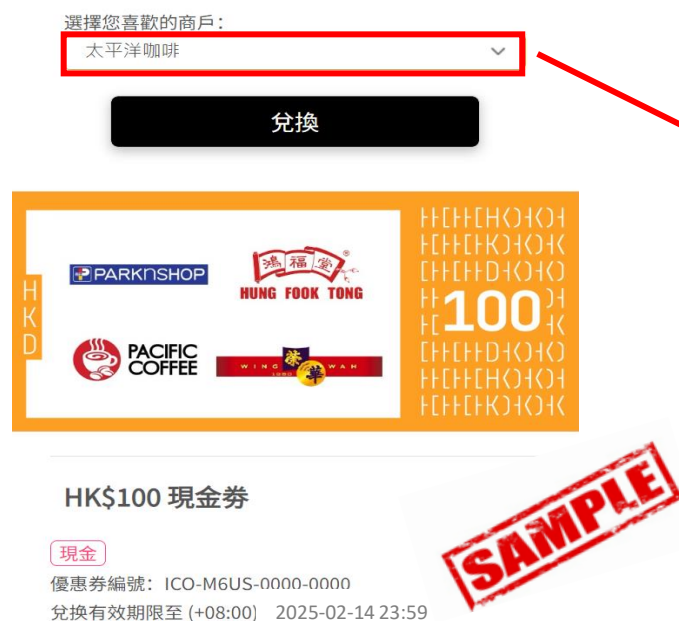 選擇您喜歡的商戶：
太平洋咖啡
兌換
HKD
PARKNSHOP
鴻福堂
HUNG FOOK TONG
PACIFIC
COFFEE
WING 榮華 WAH
100
SAMPLE
HK$100 現金券
現金
優惠券編號：ICO-M6US-0000-0000
兌換有效期限至 (+08:00) 2025-02-14 23:59